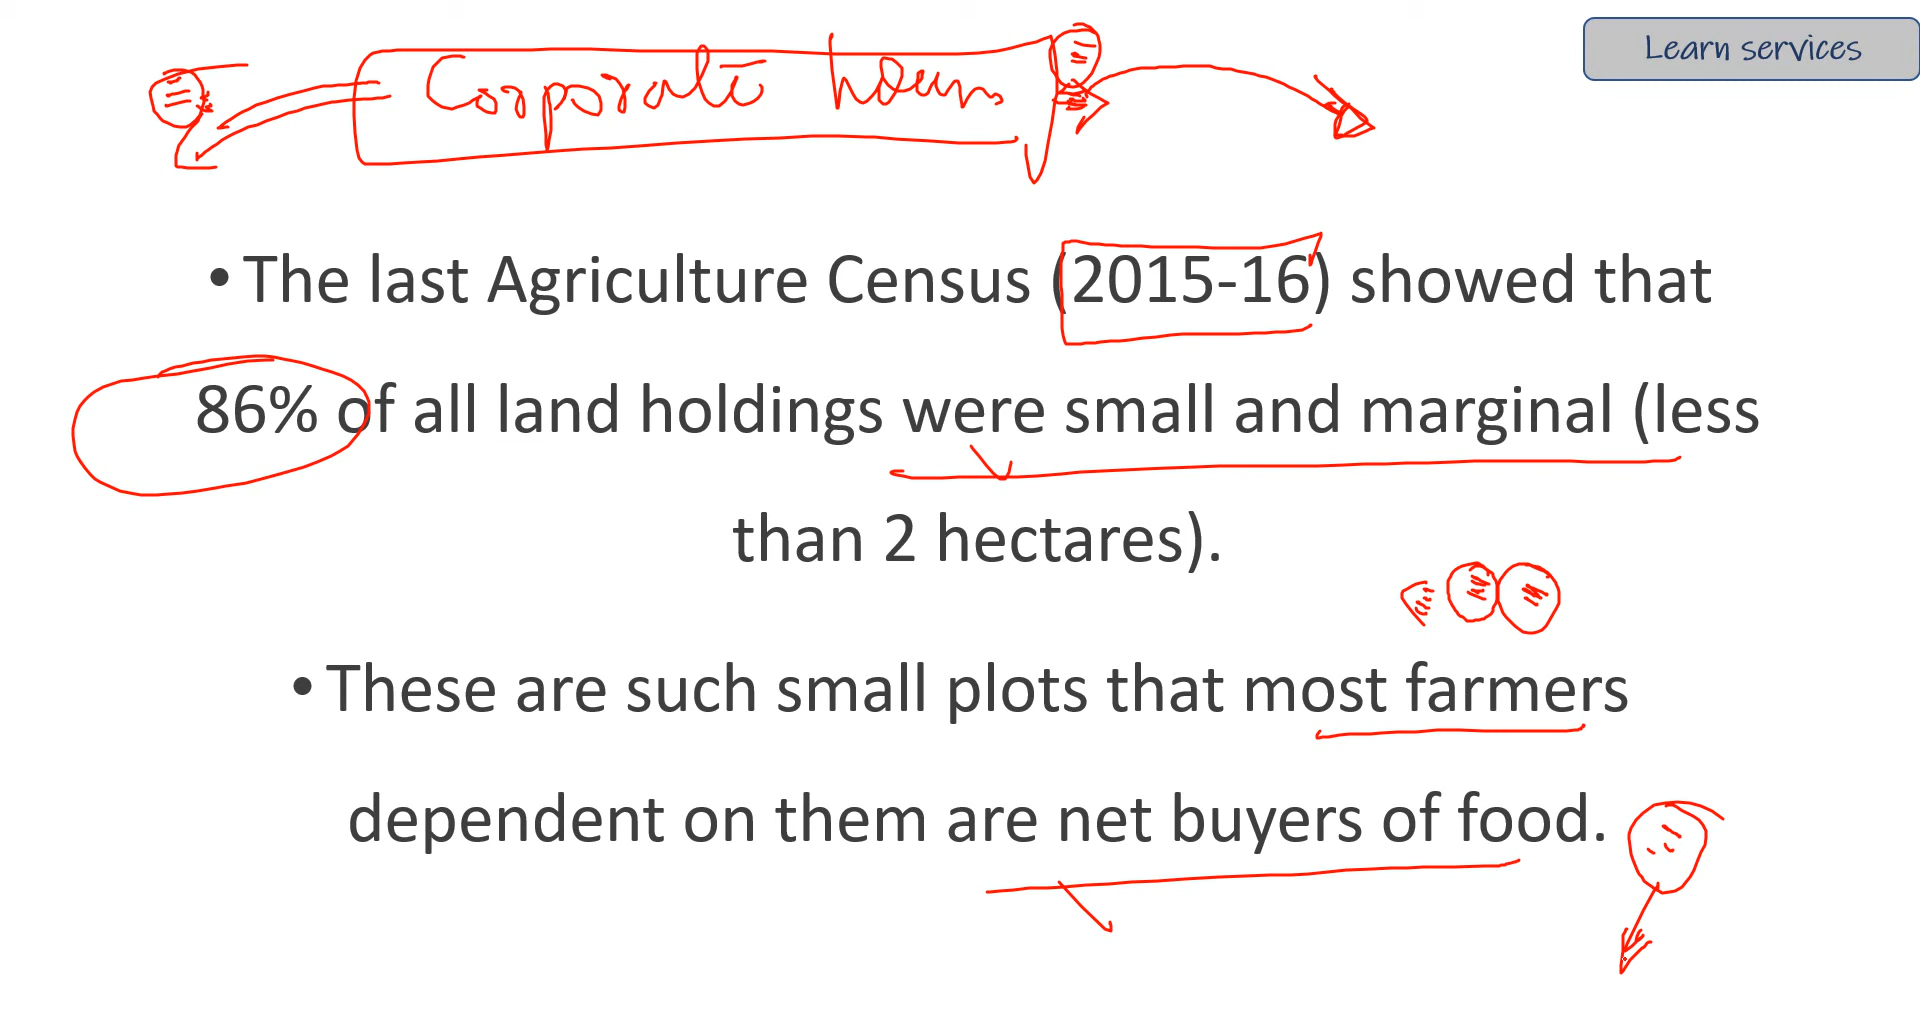 Learn services
Corporate
• The last Agriculture Census (2015-16) showed that
86% of all land holdings were small and marginal (less
than 2 hectares).
• These are such small plots that most farmers
dependent on them are net buyers of food.